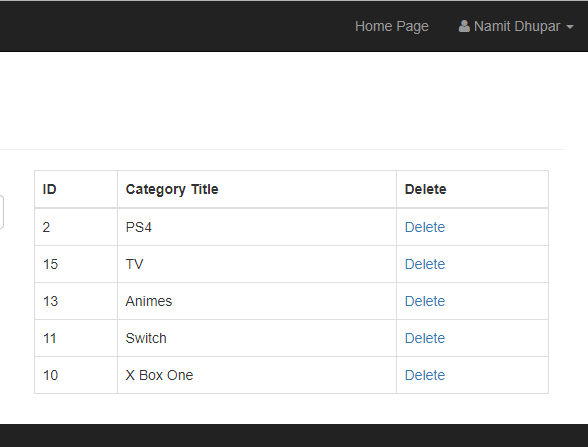 Home Page Namit Dhupar
ID Category Title Delete
2 PS4 Delete
15 TV Delete
13 Animes Delete
11 Switch Delete
10 X Box One Delete